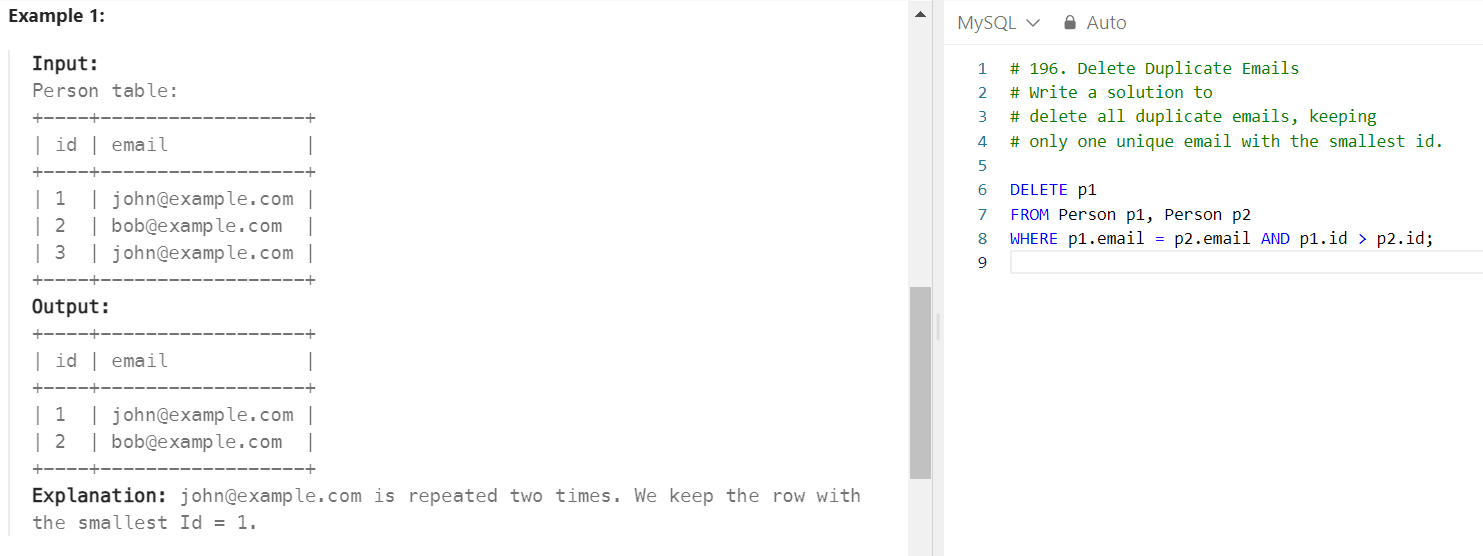 Example 1:
Input:
Person table:
+----+------------------+
| id | email            |
+----+------------------+
| 1  | john@example.com |
| 2  | bob@example.com  |
| 3  | john@example.com |
+----+------------------+
Output:
+----+------------------+
| id | email            |
+----+------------------+
| 1  | john@example.com |
| 2  | bob@example.com  |
+----+------------------+
Explanation: john@example.com is repeated two times. We keep the row with
the smallest Id = 1.
MySQL Auto
1 # 196. Delete Duplicate Emails
2 # Write a solution to
3 # delete all duplicate emails, keeping
4 # only one unique email with the smallest id.
5
6 DELETE p1
7 FROM Person p1, Person p2
8 WHERE p1.email = p2.email AND p1.id > p2.id;
9